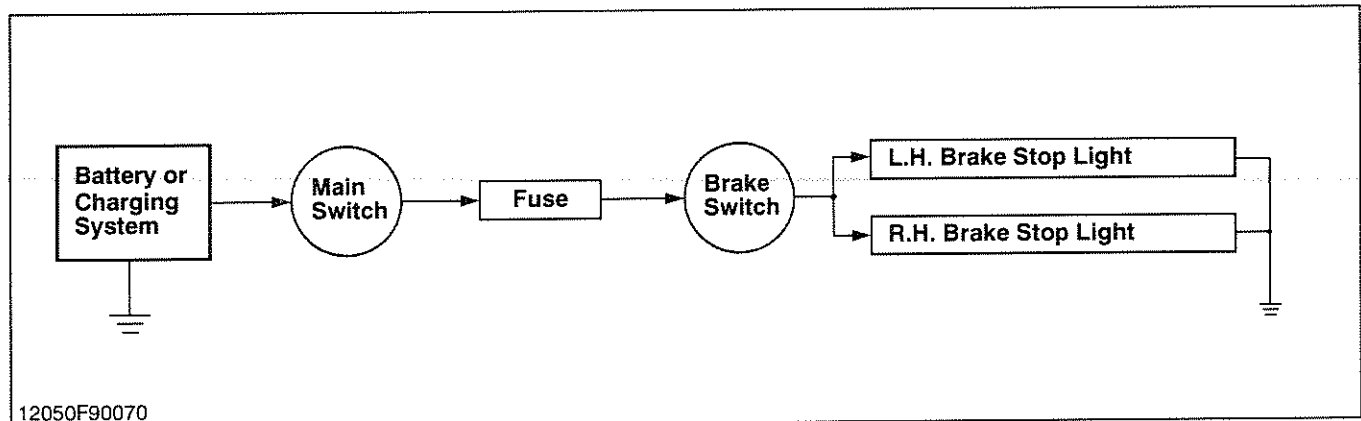 Battery or
Charging
System
Main
Switch
Fuse
Brake
Switch
L.H. Brake Stop Light
R.H. Brake Stop Light
12050F90070